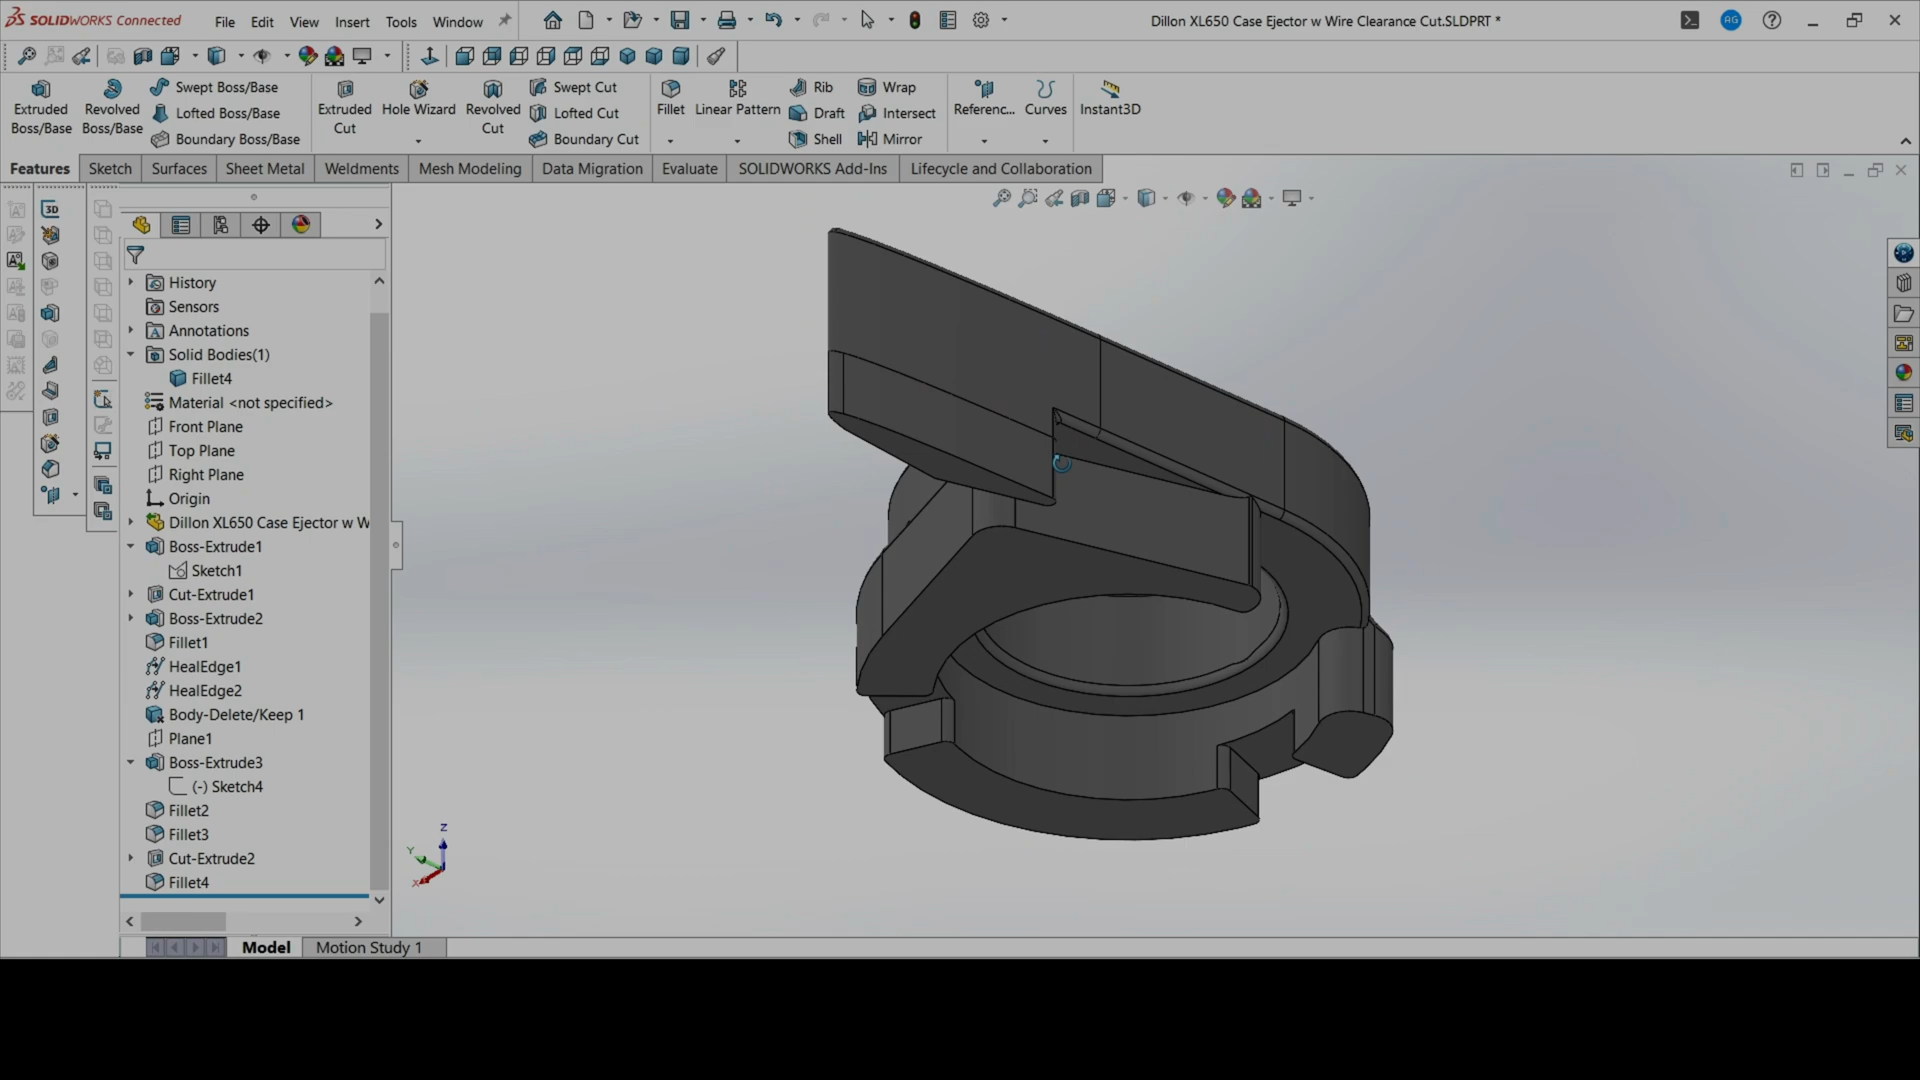 SOLIDWORKS Connected File Edit View Insert Tools Window Dillon XL650 Case Ejector w Wire Clearance Cut.SLDPRT * AG
Extruded Boss/Base
Revolved Boss/Base
Swept Boss/Base
Lofted Boss/Base
Boundary Boss/Base
Extruded Cut
Hole Wizard
Revolved Cut
Swept Cut
Lofted Cut
Boundary Cut
Fillet
Linear Pattern
Rib
Draft
Shell
Wrap
Intersect
Mirror
Referenc...
Curves
Instant3D
Features Sketch Surfaces Sheet Metal Weldments Mesh Modeling Data Migration Evaluate SOLIDWORKS Add-Ins Lifecycle and Collaboration
3D
History
Sensors
Annotations
Solid Bodies(1)
Fillet4
Material <not specified>
Front Plane
Top Plane
Right Plane
Origin
Dillon XL650 Case Ejector w W
Boss-Extrude1
Sketch1
Cut-Extrude1
Boss-Extrude2
Fillet1
HealEdge1
HealEdge2
Body-Delete/Keep 1
Plane1
Boss-Extrude3
(-) Sketch4
Fillet2
Fillet3
Cut-Extrude2
Fillet4
Z
Y
X
Model Motion Study 1